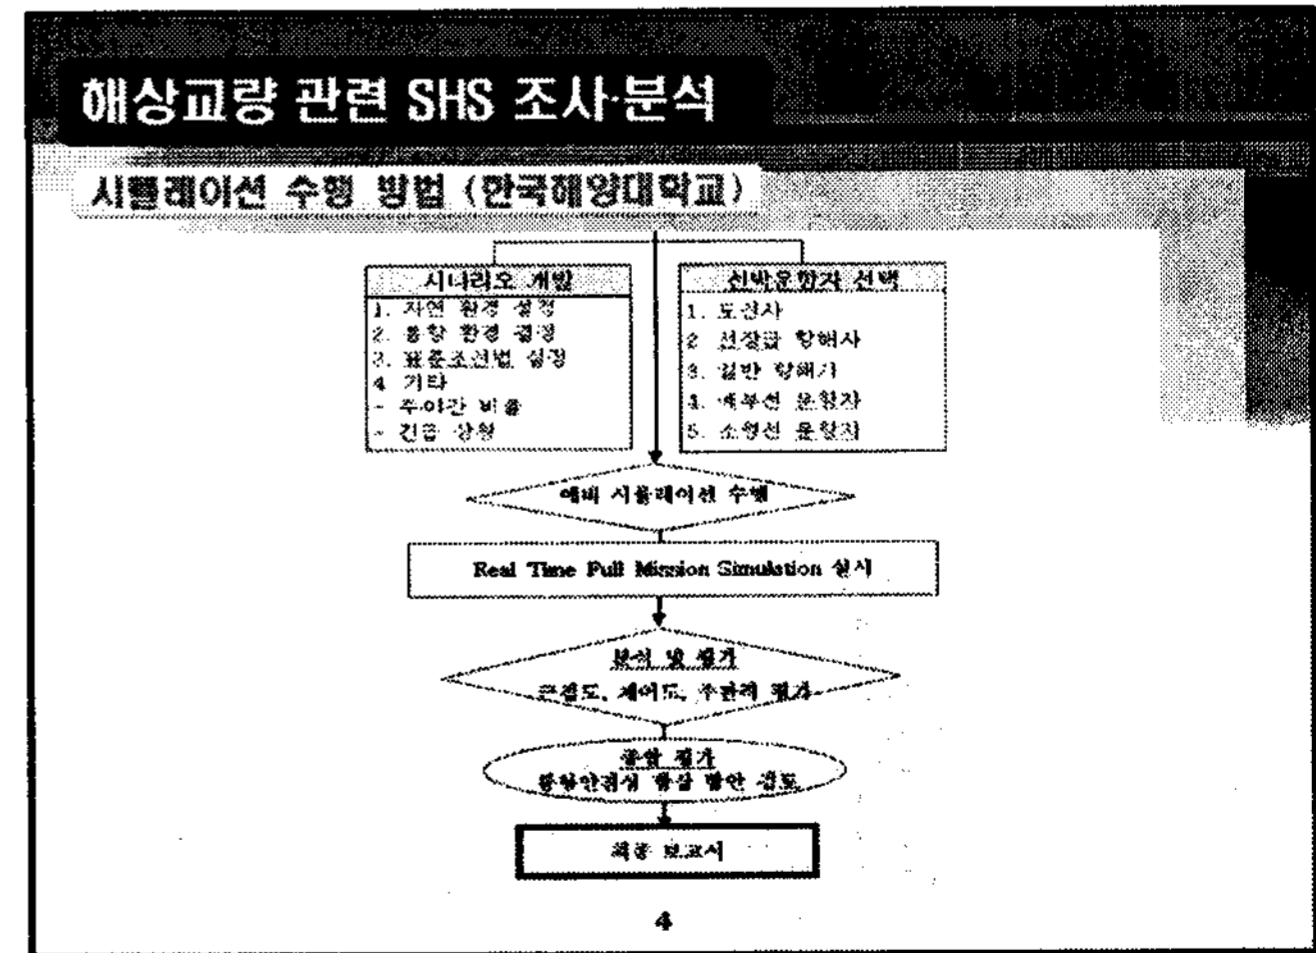 해상교량 관련 SHS 조사·분석
시뮬레이션 수행 방법 (한국해양대학교)
시나리오 개발
1. 자연 환경 설정
2. 통항 환경 결정
3. 표준조선법 설정
4 기타
- 주야간 비율
- 긴급 상황
선박운항자 선택
1. 도선사
2 선장급 항해사
3. 일반 항해사
4. 예부선 운항자
5. 소형선 운항자
예비 시뮬레이션 수행
Real Time Full Mission Simulation 실시
분석 및 평가
근접도, 제어도, 주관적 평가
종합 평가
통항안전성 향상 방안 검토
최종 보고서
4